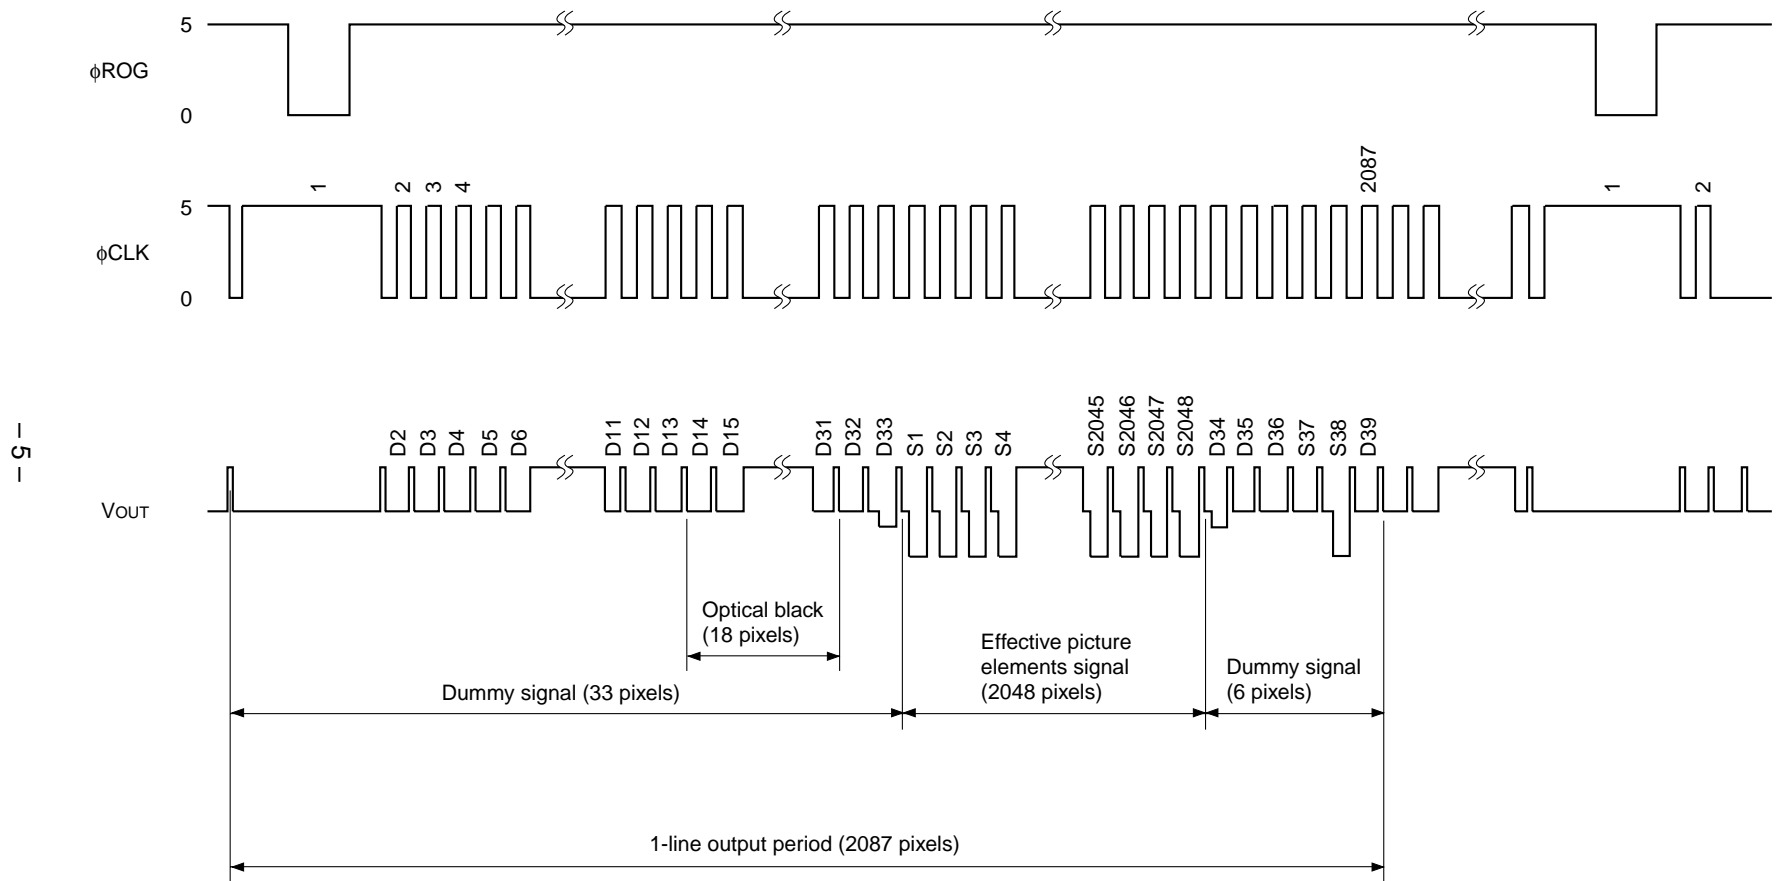 5
φROG
0
1
2
3
4
2087
1
2
5
φCLK
0
D2
D3
D4
D5
D6
D11
D12
D13
D14
D15
D31
D32
D33
S1
S2
S3
S4
S2045
S2046
S2047
S2048
D34
D35
D36
S37
S38
D39
VOUT
– 5 –
Optical black
(18 pixels)
Effective picture
elements signal
(2048 pixels)
Dummy signal
(6 pixels)
Dummy signal (33 pixels)
1-line output period (2087 pixels)